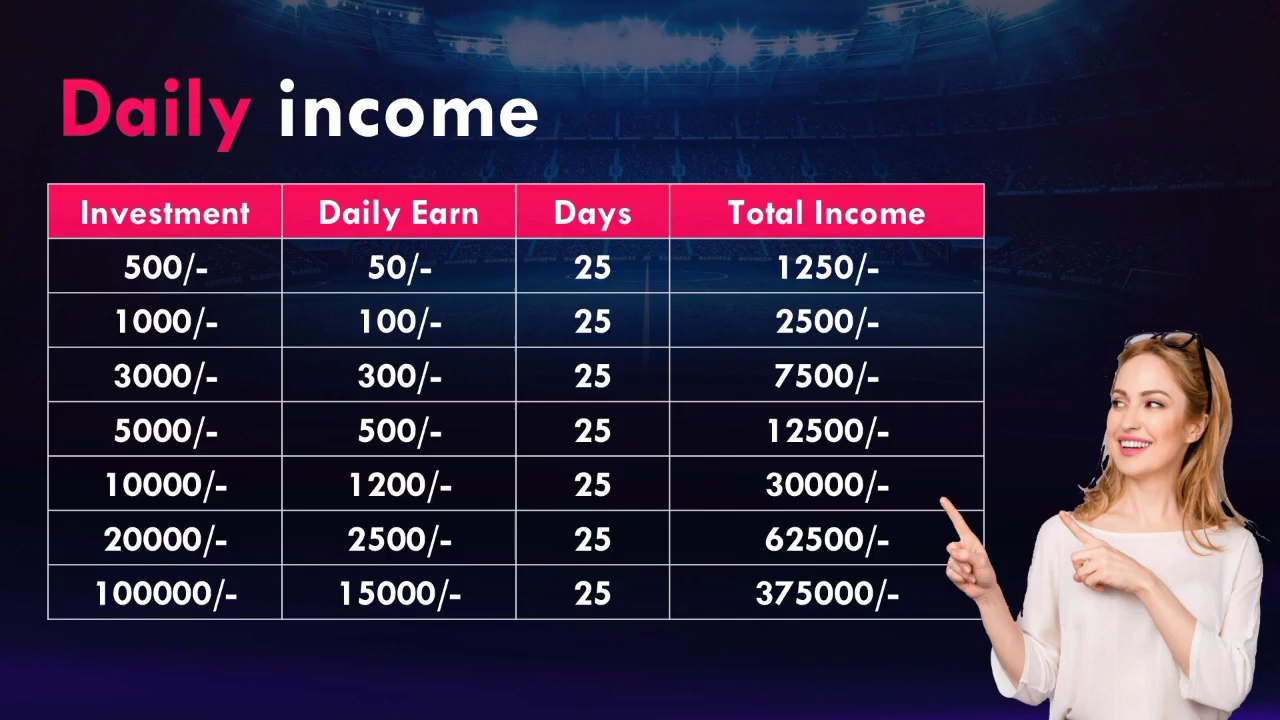 Daily income
Investment Daily Earn Days Total Income
500/- 50/- 25 1250/-
1000/- 100/- 25 2500/-
3000/- 300/- 25 7500/-
5000/- 500/- 25 12500/-
10000/- 1200/- 25 30000/-
20000/- 2500/- 25 62500/-
100000/- 15000/- 25 375000/-